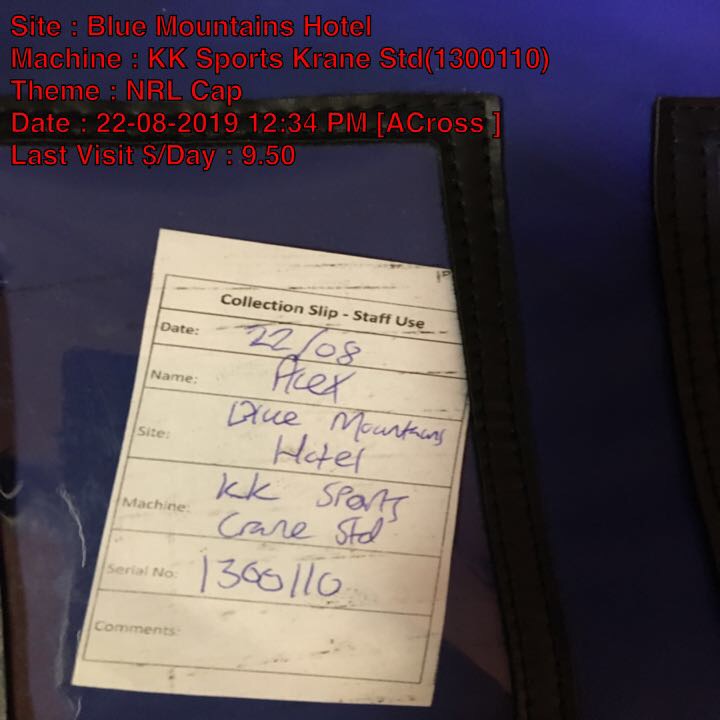 Site : Blue Mountains Hotel
Machine : KK Sports Krane Std(1300110)
Theme : NRL Cap
Date : 22-08-2019 12:34 PM [ACross ]
Last Visit $/Day : 9.50
Collection Slip - Staff Use
Date: 22/08
Name: Alex
Site: Blue Mountains
Hotel
Machine: KK Sports
Crane Std
Serial No: 1300110
Comments: